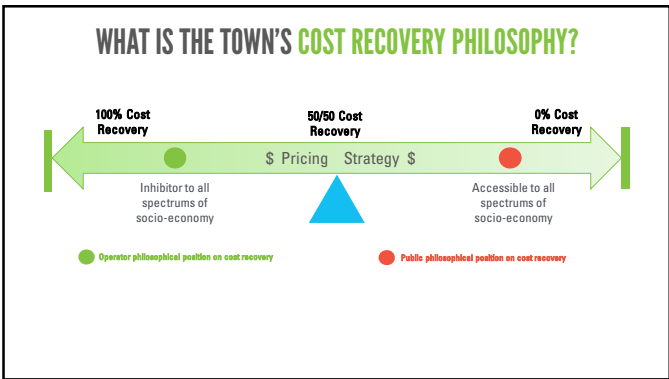 WHAT IS THE TOWN'S COST RECOVERY PHILOSOPHY?
100% Cost
Recovery
50/50 Cost
Recovery
0% Cost
Recovery
$ Pricing Strategy $
Inhibitor to all
spectrums of
socio-economy
Accessible to all
spectrums of
socio-economy
Operator philosophical position on cost recovery
Public philosophical position on cost recovery